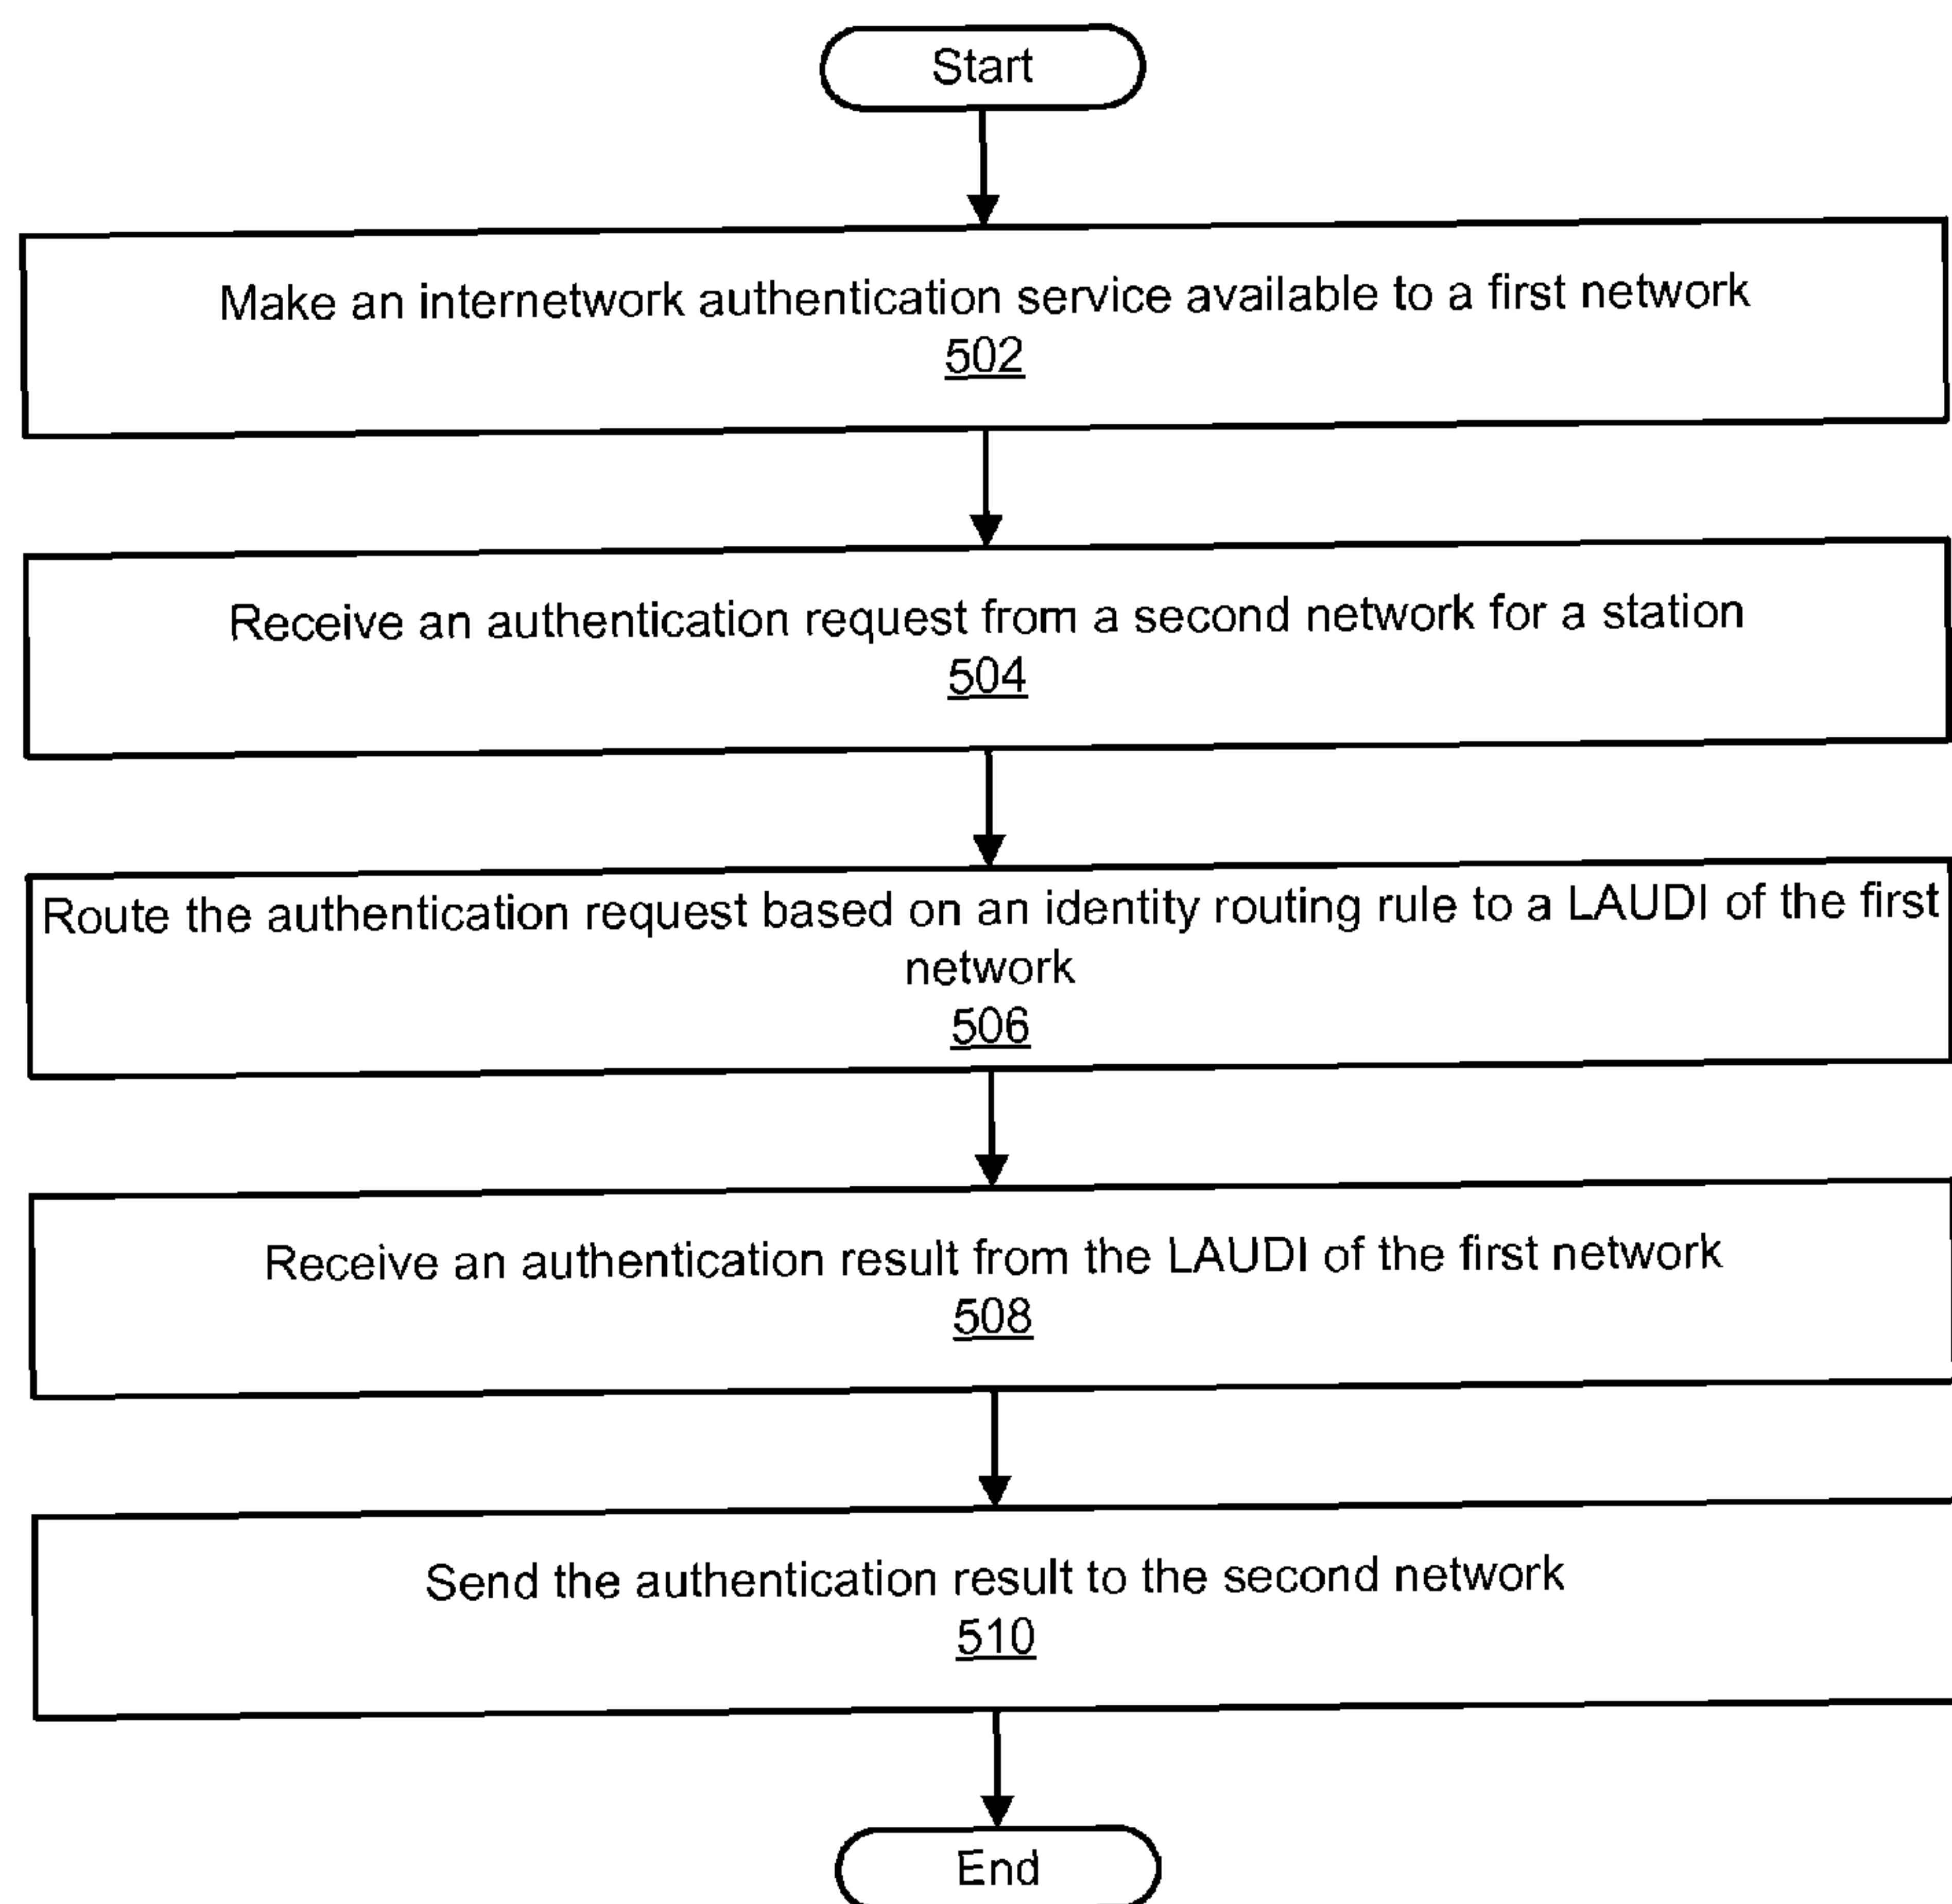 Start
Make an internetwork authentication service available to a first network
502
Receive an authentication request from a second network for a station
504
Route the authentication request based on an identity routing rule to a LAUDI of the first
network
506
Receive an authentication result from the LAUDI of the first network
508
Send the authentication result to the second network
510
End